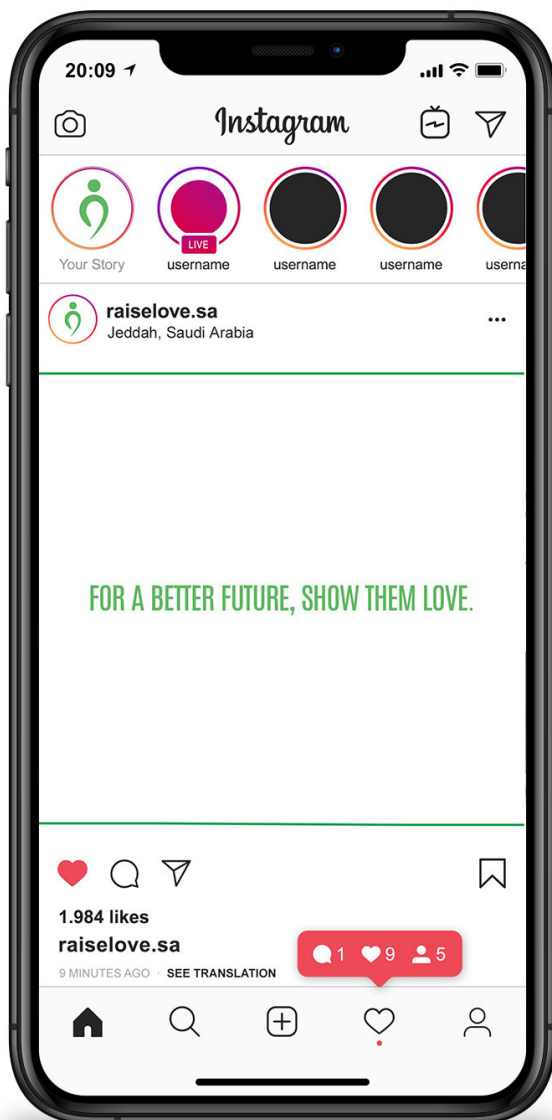 20:09
Instagram
LIVE
Your Story
username
username
username
userna
raiselove.sa
Jeddah, Saudi Arabia
FOR A BETTER FUTURE, SHOW THEM LOVE.
1.984 likes
raiselove.sa
1 9 5
9 MINUTES AGO · SEE TRANSLATION